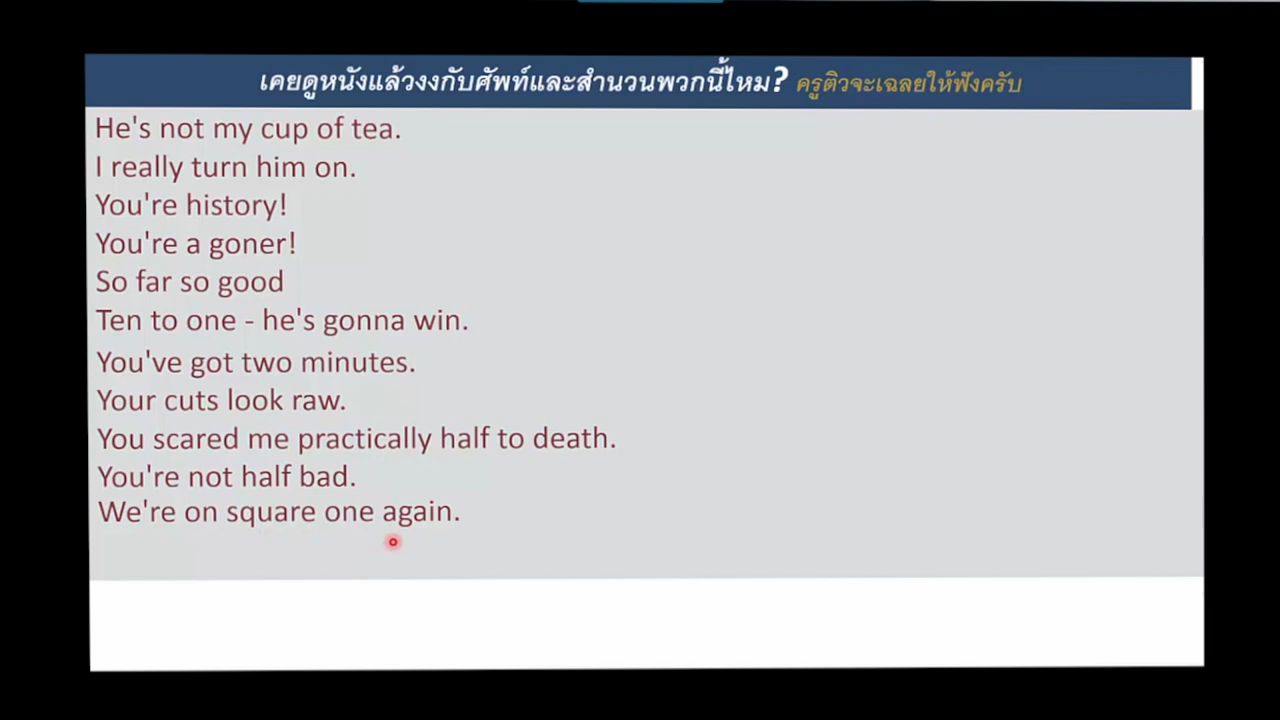 เคยดูหนังแล้วงงกับศัพท์และสำนวนพวกนี้ไหม? ครูติวจะเฉลยให้ฟังครับ
He's not my cup of tea.
I really turn him on.
You're history!
You're a goner!
So far so good
Ten to one - he's gonna win.
You've got two minutes.
Your cuts look raw.
You scared me practically half to death.
You're not half bad.
We're on square one again.